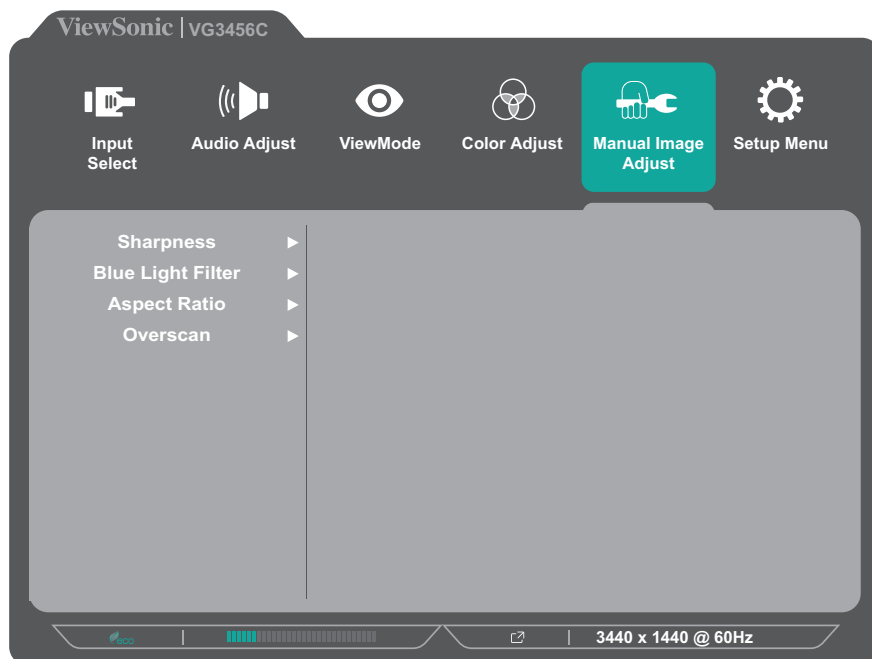 ViewSonic | VG3456C
Input Select
Audio Adjust
ViewMode
Color Adjust
Manual Image Adjust
Setup Menu
Sharpness
Blue Light Filter
Aspect Ratio
Overscan
eco
3440 x 1440 @ 60Hz